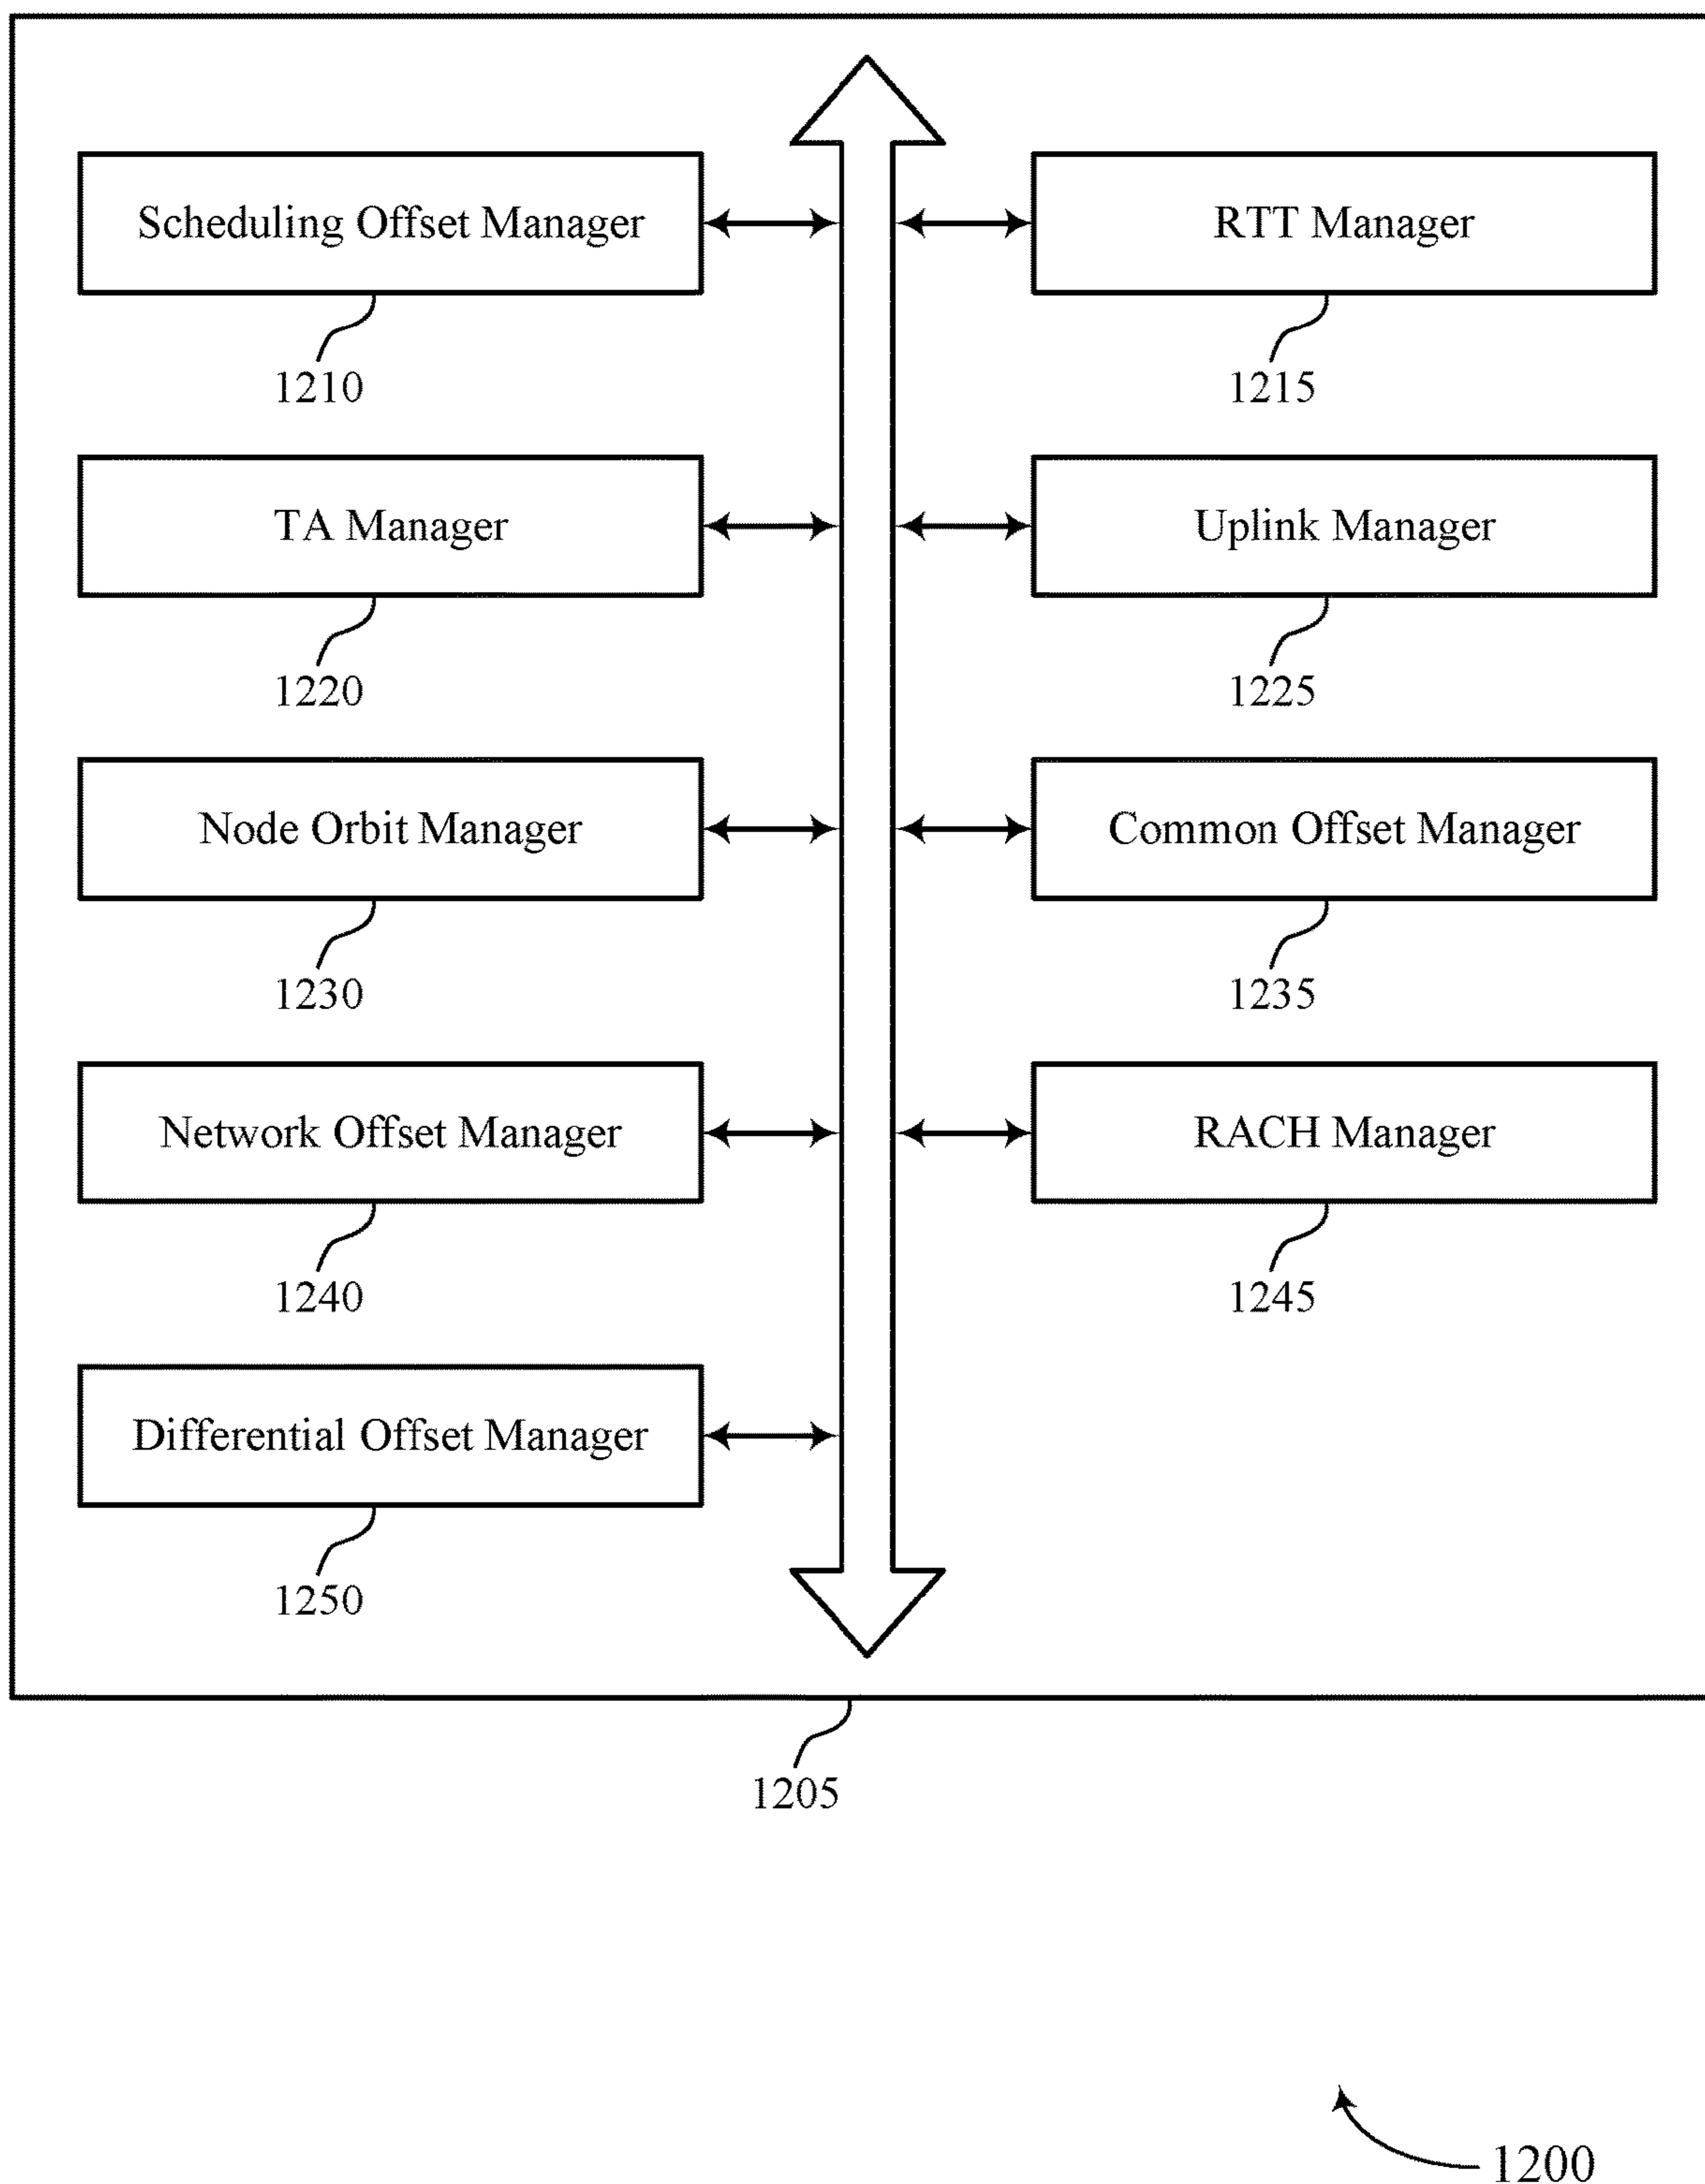 Scheduling Offset Manager
RTT Manager
1210
1215
TA Manager
Uplink Manager
1220
1225
Node Orbit Manager
Common Offset Manager
1230
1235
Network Offset Manager
RACH Manager
1240
1245
Differential Offset Manager
1250
1205
1200